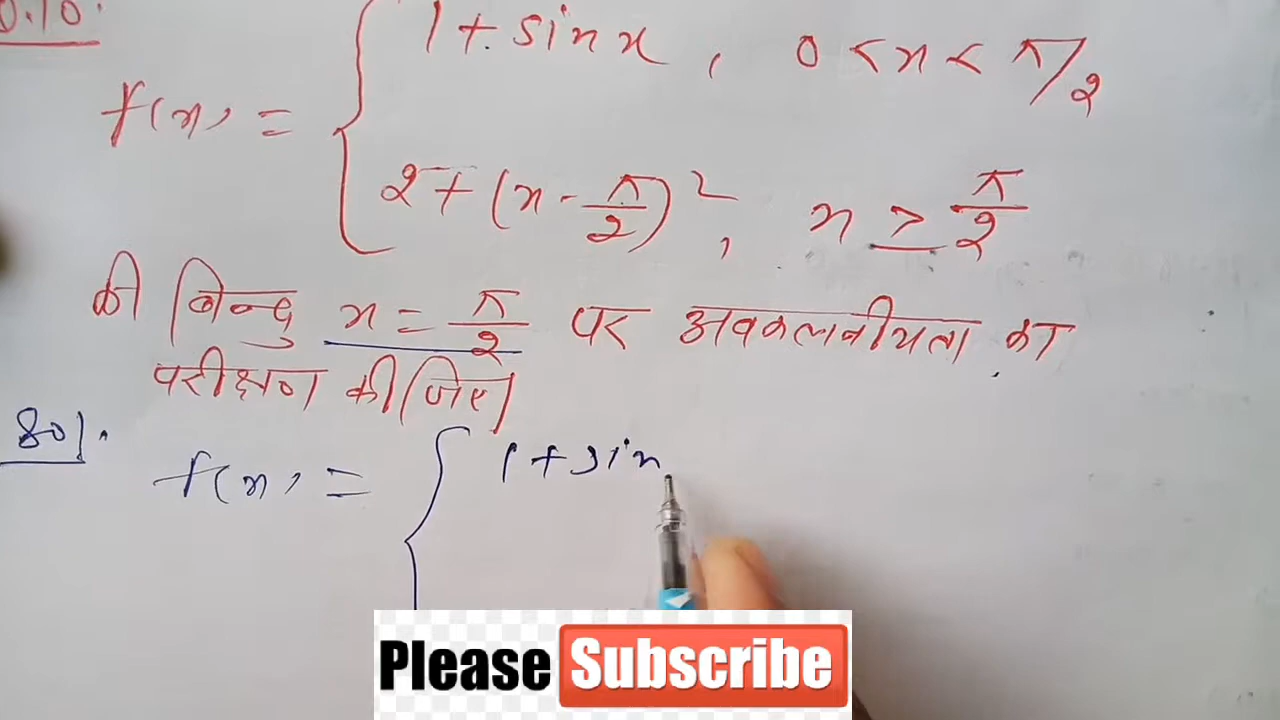 Q.10.
f(x) = { 1 + sin x , 0 < x < π/2
2 + (x - π/2)² , x ≥ π/2
की बिन्दु x = π/2 पर अवकलनीयता का
परीक्षण कीजिए।
Sol.
f(x) = { 1 + sin
Please Subscribe